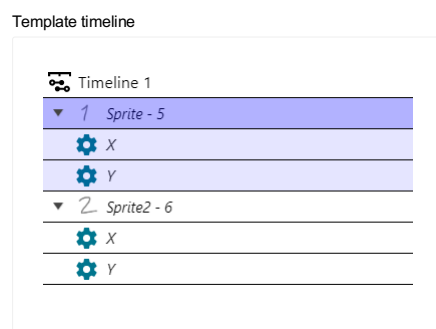 Template timeline
Timeline 1
1 Sprite - 5
X
Y
2 Sprite2 - 6
X
Y